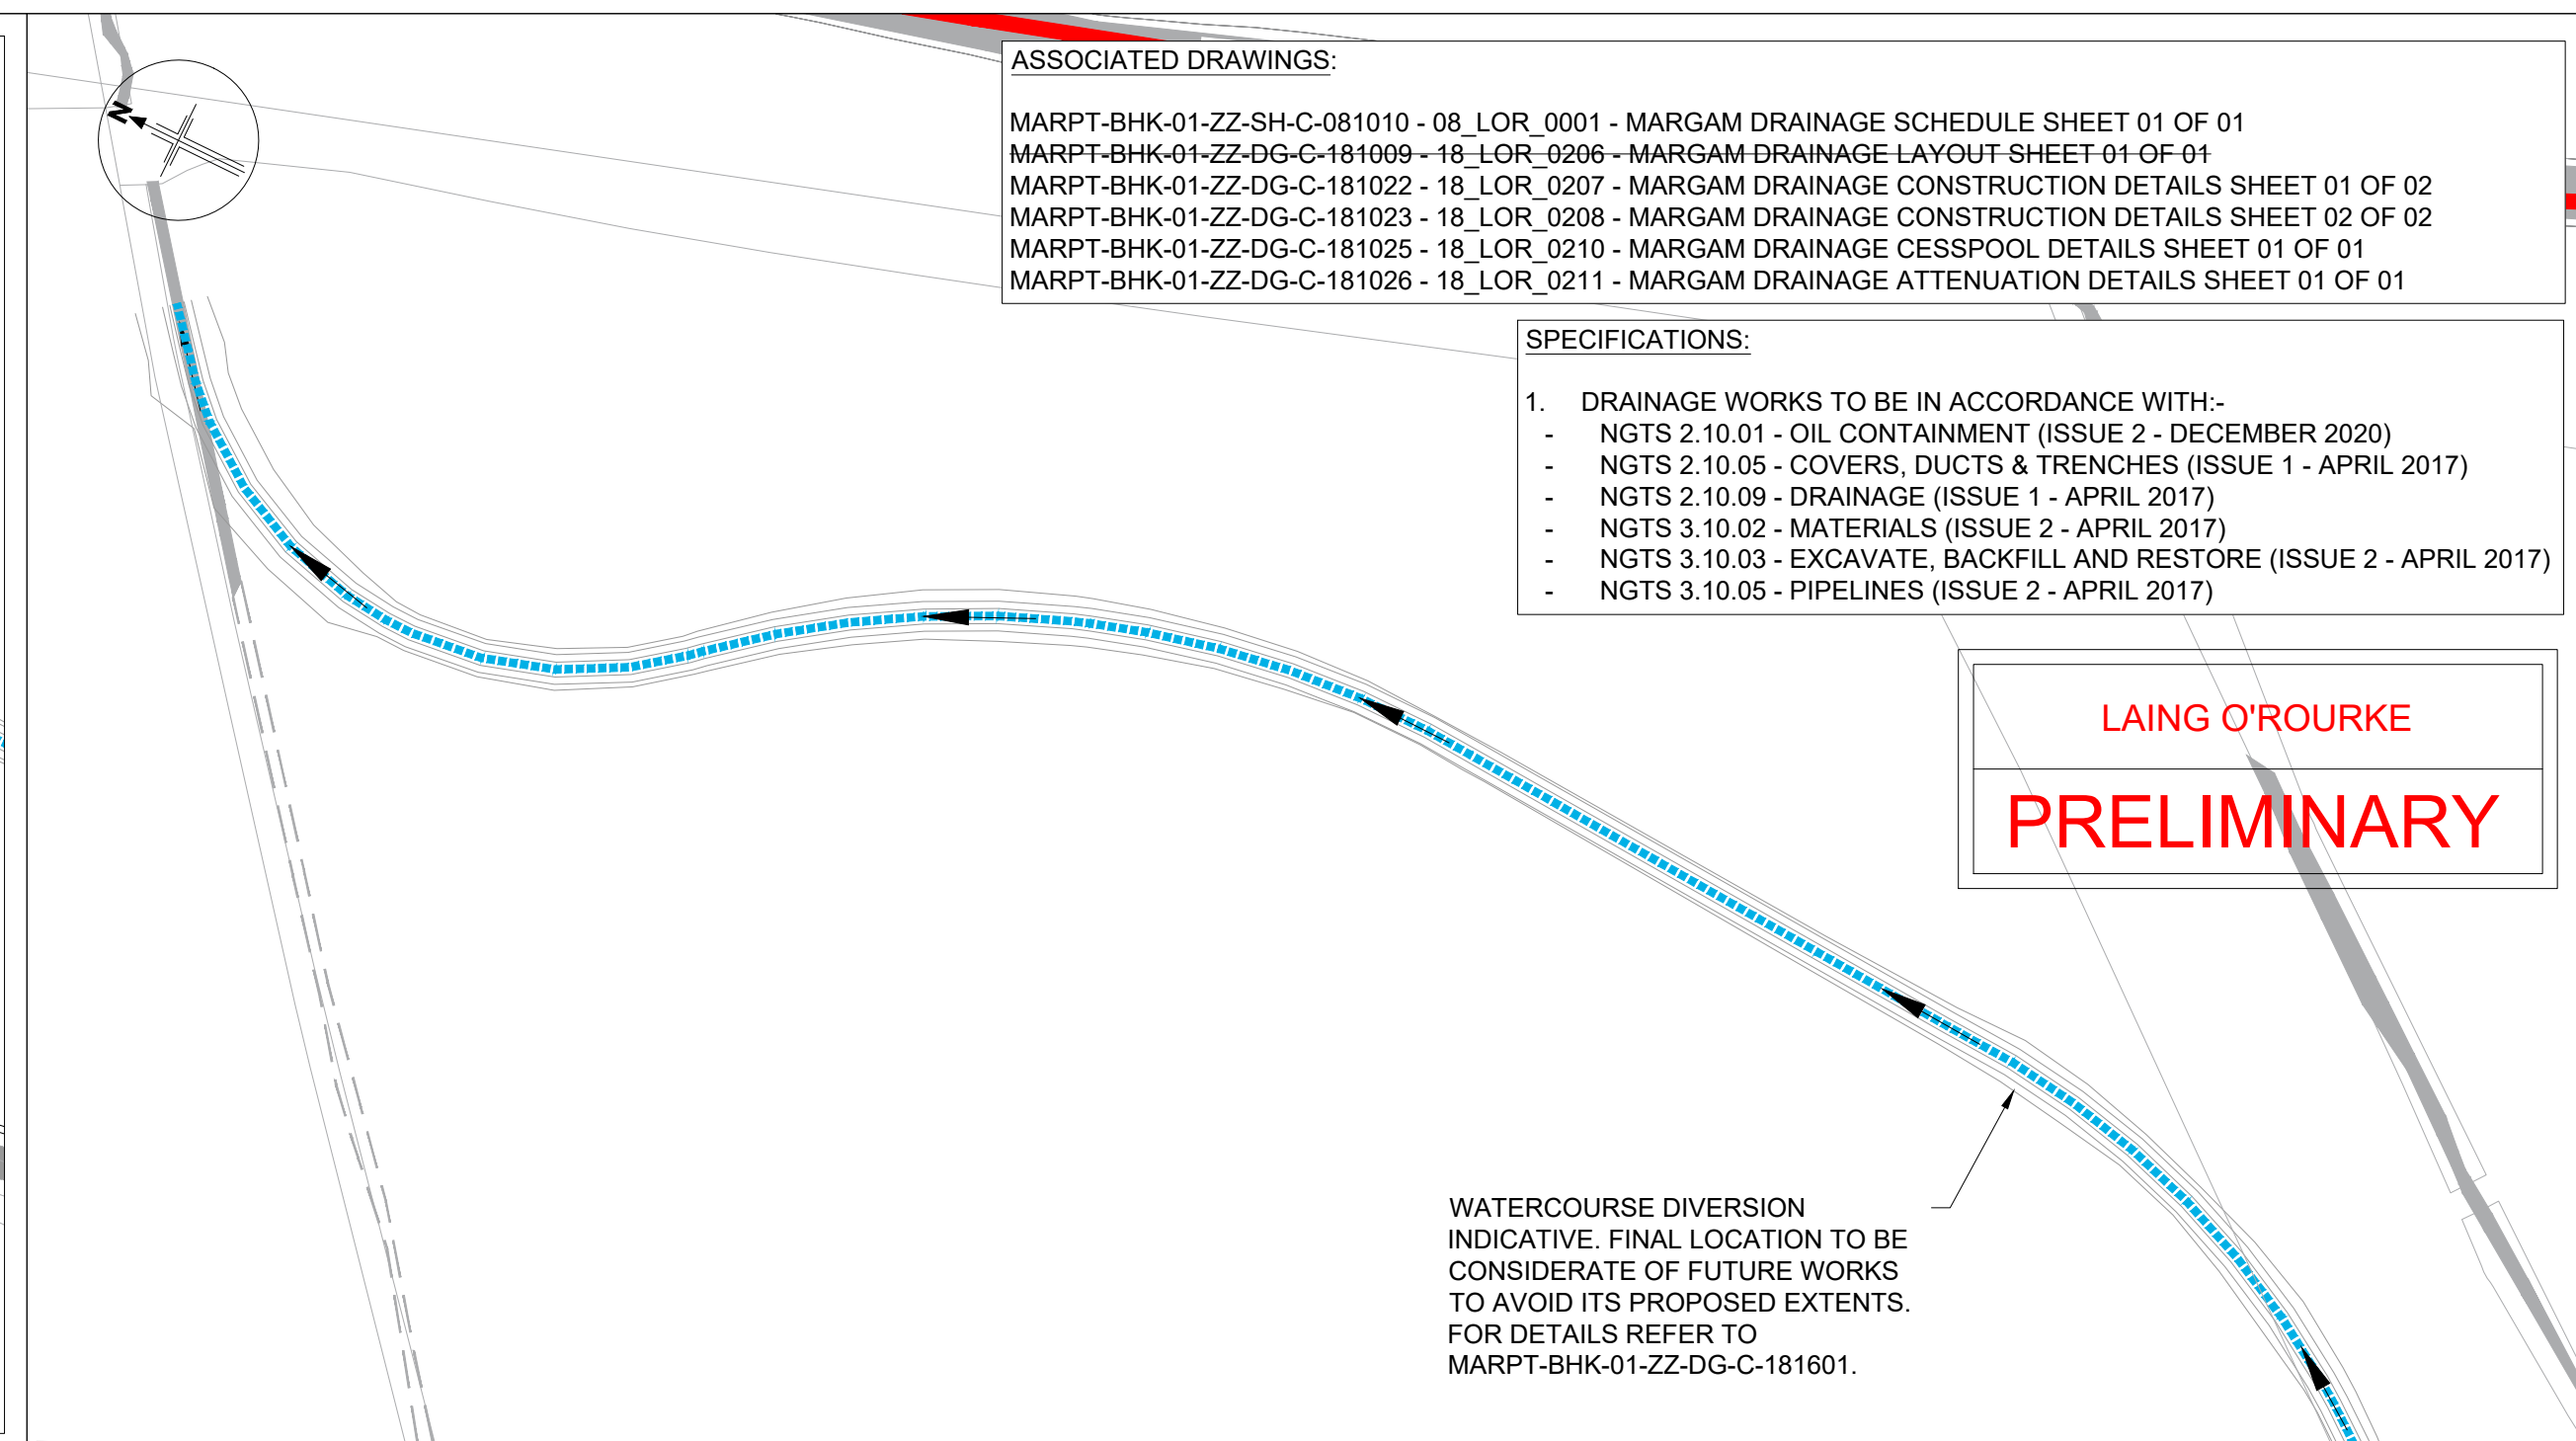 N
ASSOCIATED DRAWINGS:
MARPT-BHK-01-ZZ-SH-C-081010 - 08_LOR_0001 - MARGAM DRAINAGE SCHEDULE SHEET 01 OF 01
MARPT-BHK-01-ZZ-DG-C-181009 - 18_LOR_0206 - MARGAM DRAINAGE LAYOUT SHEET 01 OF 01
MARPT-BHK-01-ZZ-DG-C-181022 - 18_LOR_0207 - MARGAM DRAINAGE CONSTRUCTION DETAILS SHEET 01 OF 02
MARPT-BHK-01-ZZ-DG-C-181023 - 18_LOR_0208 - MARGAM DRAINAGE CONSTRUCTION DETAILS SHEET 02 OF 02
MARPT-BHK-01-ZZ-DG-C-181025 - 18_LOR_0210 - MARGAM DRAINAGE CESSPOOL DETAILS SHEET 01 OF 01
MARPT-BHK-01-ZZ-DG-C-181026 - 18_LOR_0211 - MARGAM DRAINAGE ATTENUATION DETAILS SHEET 01 OF 01
SPECIFICATIONS:
1. DRAINAGE WORKS TO BE IN ACCORDANCE WITH:-
- NGTS 2.10.01 - OIL CONTAINMENT (ISSUE 2 - DECEMBER 2020)
- NGTS 2.10.05 - COVERS, DUCTS & TRENCHES (ISSUE 1 - APRIL 2017)
- NGTS 2.10.09 - DRAINAGE (ISSUE 1 - APRIL 2017)
- NGTS 3.10.02 - MATERIALS (ISSUE 2 - APRIL 2017)
- NGTS 3.10.03 - EXCAVATE, BACKFILL AND RESTORE (ISSUE 2 - APRIL 2017)
- NGTS 3.10.05 - PIPELINES (ISSUE 2 - APRIL 2017)
LAING O'ROURKE
PRELIMINARY
WATERCOURSE DIVERSION
INDICATIVE. FINAL LOCATION TO BE
CONSIDERATE OF FUTURE WORKS
TO AVOID ITS PROPOSED EXTENTS.
FOR DETAILS REFER TO
MARPT-BHK-01-ZZ-DG-C-181601.